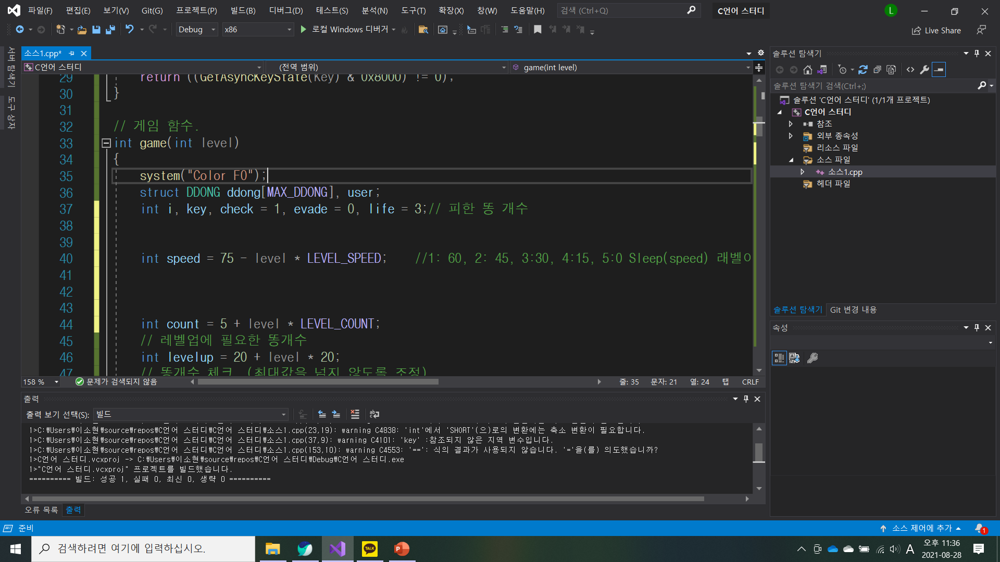 파일(F) 편집(E) 보기(V) Git(G) 프로젝트(P) 빌드(B) 디버그(D) 테스트(S) 분석(N) 도구(T) 확장(X) 창(W) 도움말(H) 검색 (Ctrl+Q) C언어 스터디 L
Debug x86 로컬 Windows 디버거 Live Share
서버 탐색기
도구 상자
소스1.cpp*
C언어 스터디 (전역 범위) game(int level)
29 return ((GetAsyncKeyState(Key) & 0x8000) != 0);
30 }
31
32 // 게임 함수.
33 int game(int level)
34 {
35 system("Color F0");
36 struct DDONG ddong[MAX_DDONG], user;
37 int i, key, check = 1, evade = 0, life = 3;// 피한 똥 개수
38
39
40 int speed = 75 - level * LEVEL_SPEED; //1: 60, 2: 45, 3:30, 4:15, 5:0 Sleep(speed) 래벨이
41
42
43
44 int count = 5 + level * LEVEL_COUNT;
45 // 레벨업에 필요한 똥개수
46 int levelup = 20 + level * 20;
47 // 똥개수 체크 (최대값을 넘지 않도록 조정)
158 % 문제가 검색되지 않음 줄: 35 문자: 21 열: 24 탭 CRLF
출력
출력 보기 선택(S): 빌드
1>C:\Users\이소현\source\repos\C언어 스터디\C언어 스터디\소스1.cpp(23,19): warning C4838: 'int'에서 'SHORT'(으)로의 변환에는 축소 변환이 필요합니다.
1>C:\Users\이소현\source\repos\C언어 스터디\C언어 스터디\소스1.cpp(37,9): warning C4101: 'key' :참조되지 않은 지역 변수입니다.
1>C:\Users\이소현\source\repos\C언어 스터디\C언어 스터디\소스1.cpp(153,10): warning C4553: '==': 식의 결과가 사용되지 않습니다. '='을(를) 의도했습니까?
1>C언어 스터디.vcxproj -> C:\Users\이소현\source\repos\C언어 스터디\Debug\C언어 스터디.exe
1>"C언어 스터디.vcxproj" 프로젝트를 빌드했습니다.
========== 빌드: 성공 1, 실패 0, 최신 0, 생략 0 ==========
오류 목록 출력
솔루션 탐색기
솔루션 탐색기 검색(Ctrl+;)
솔루션 'C언어 스터디' (1/1개 프로젝트)
C언어 스터디
참조
외부 종속성
리소스 파일
소스 파일
소스1.cpp
헤더 파일
솔루션 탐색기 Git 변경 내용
속성
준비 소스 제어에 추가 1
검색하려면 여기에 입력하십시오. TALK P A 오후 11:36
2021-08-28